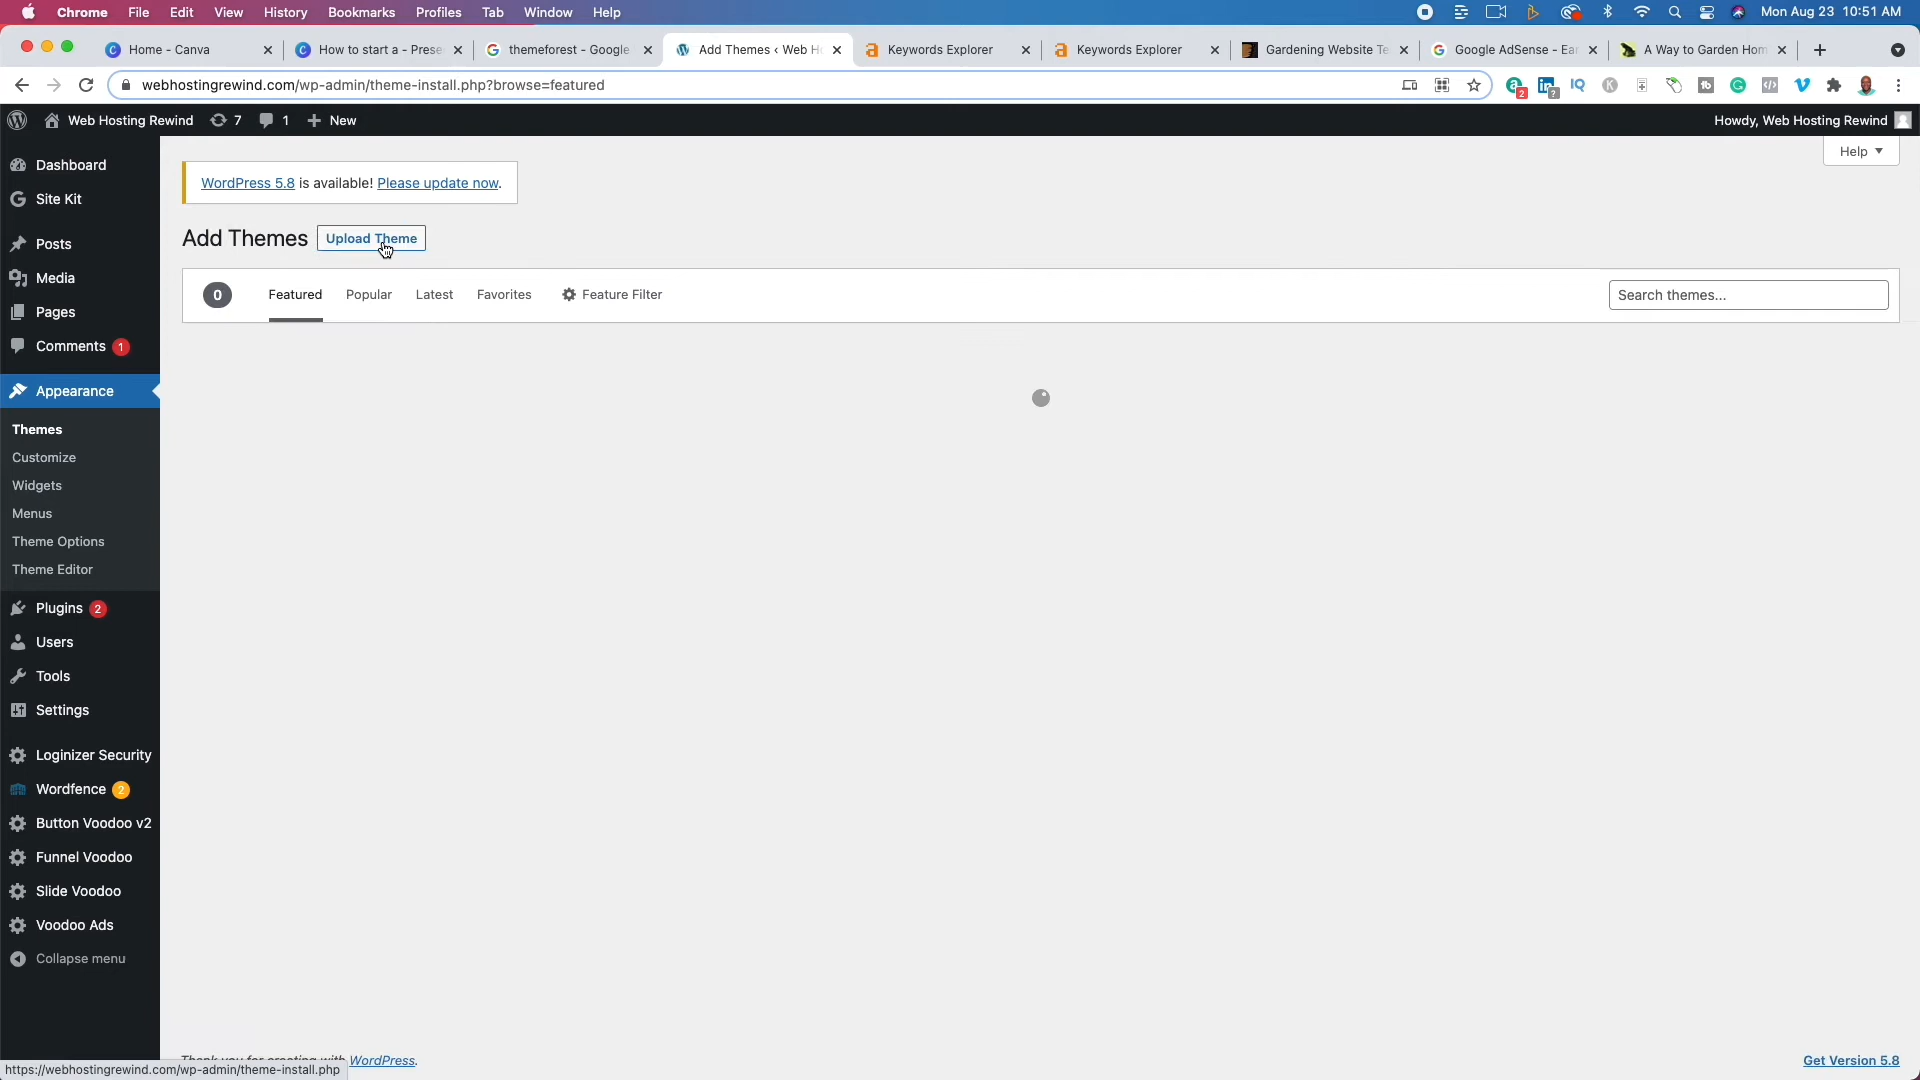 Chrome File Edit View History Bookmarks Profiles Tab Window Help Mon Aug 23 10:51 AM
Home - Canva How to start a - Prese themeforest - Google Add Themes ‹ Web H Keywords Explorer Keywords Explorer Gardening Website Te Google AdSense - Ear A Way to Garden Hom
webhostingrewind.com/wp-admin/theme-install.php?browse=featured
Web Hosting Rewind 7 1 New Howdy, Web Hosting Rewind
Help
WordPress 5.8 is available! Please update now.
Add Themes Upload Theme
0 Featured Popular Latest Favorites Feature Filter Search themes...
Dashboard
Site Kit
Posts
Media
Pages
Comments 1
Appearance
Themes
Customize
Widgets
Menus
Theme Options
Theme Editor
Plugins 2
Users
Tools
Settings
Loginizer Security
Wordfence 2
Button Voodoo v2
Funnel Voodoo
Slide Voodoo
Voodoo Ads
Collapse menu
Thank you for creating with WordPress. Get Version 5.8
https://webhostingrewind.com/wp-admin/theme-install.php